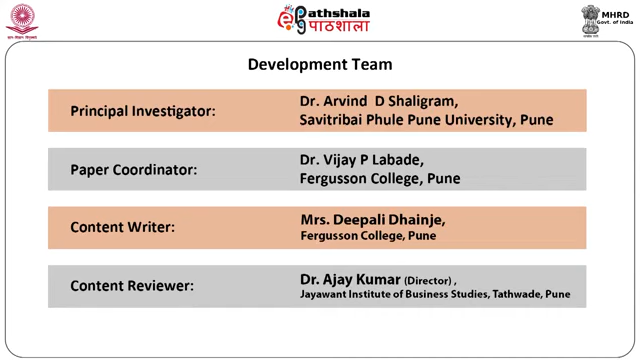 Pathshala
पाठशाला
MHRD
Govt. of India
Development Team
Principal Investigator:
Dr. Arvind D Shaligram,
Savitribai Phule Pune University, Pune
Paper Coordinator:
Dr. Vijay P Labade,
Fergusson College, Pune
Content Writer:
Mrs. Deepali Dhainje,
Fergusson College, Pune
Content Reviewer:
Dr. Ajay Kumar (Director) ,
Jayawant Institute of Business Studies, Tathwade, Pune